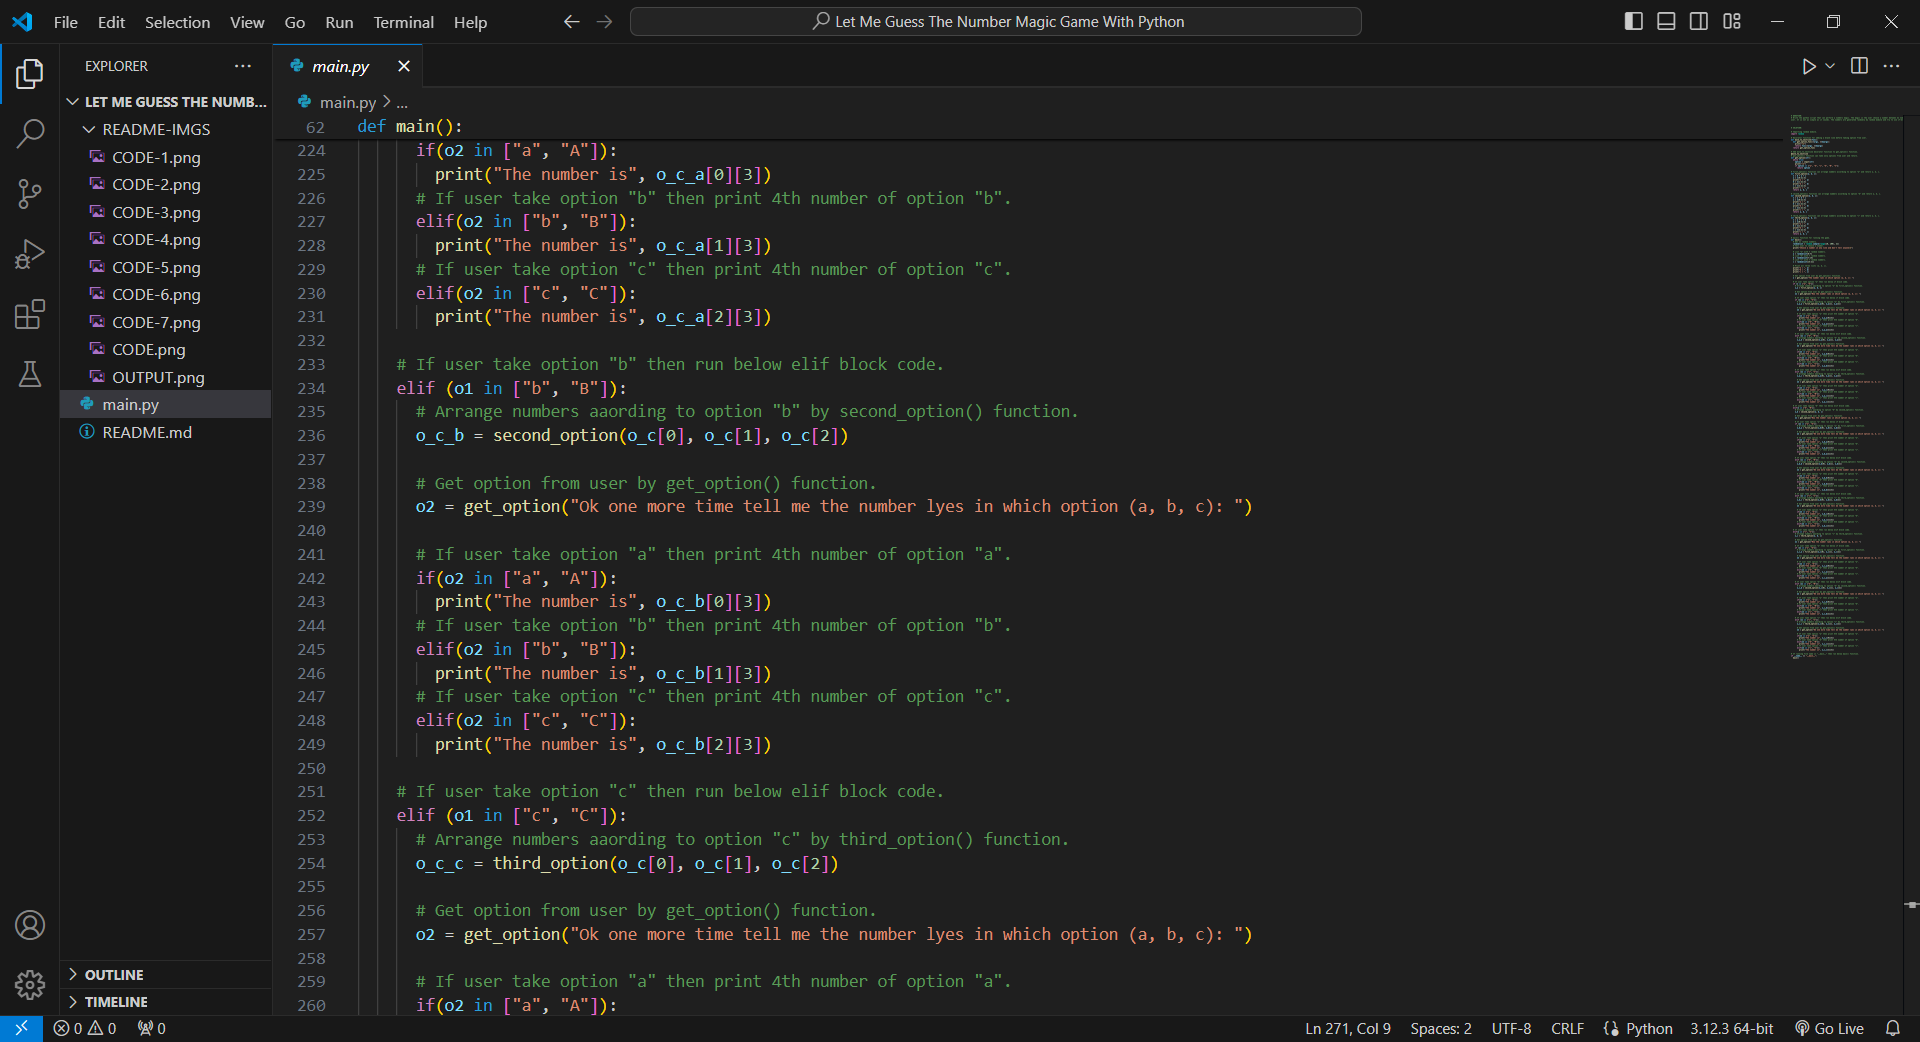 File Edit Selection View Go Run Terminal Help
Let Me Guess The Number Magic Game With Python
EXPLORER
LET ME GUESS THE NUMB...
README-IMGS
CODE-1.png
CODE-2.png
CODE-3.png
CODE-4.png
CODE-5.png
CODE-6.png
CODE-7.png
CODE.png
OUTPUT.png
main.py
README.md
OUTLINE
TIMELINE
main.py
main.py > ...
62 def main():
224 if(o2 in ["a", "A"]):
225 print("The number is", o_c_a[0][3])
226 # If user take option "b" then print 4th number of option "b".
227 elif(o2 in ["b", "B"]):
228 print("The number is", o_c_a[1][3])
229 # If user take option "c" then print 4th number of option "c".
230 elif(o2 in ["c", "C"]):
231 print("The number is", o_c_a[2][3])
232
233 # If user take option "b" then run below elif block code.
234 elif (o1 in ["b", "B"]):
235 # Arrange numbers aaording to option "b" by second_option() function.
236 o_c_b = second_option(o_c[0], o_c[1], o_c[2])
237
238 # Get option from user by get_option() function.
239 o2 = get_option("Ok one more time tell me the number lyes in which option (a, b, c): ")
240
241 # If user take option "a" then print 4th number of option "a".
242 if(o2 in ["a", "A"]):
243 print("The number is", o_c_b[0][3])
244 # If user take option "b" then print 4th number of option "b".
245 elif(o2 in ["b", "B"]):
246 print("The number is", o_c_b[1][3])
247 # If user take option "c" then print 4th number of option "c".
248 elif(o2 in ["c", "C"]):
249 print("The number is", o_c_b[2][3])
250
251 # If user take option "c" then run below elif block code.
252 elif (o1 in ["c", "C"]):
253 # Arrange numbers aaording to option "c" by third_option() function.
254 o_c_c = third_option(o_c[0], o_c[1], o_c[2])
255
256 # Get option from user by get_option() function.
257 o2 = get_option("Ok one more time tell me the number lyes in which option (a, b, c): ")
258
259 # If user take option "a" then print 4th number of option "a".
260 if(o2 in ["a", "A"]):
0 0 0
Ln 271, Col 9 Spaces: 2 UTF-8 CRLF Python 3.12.3 64-bit Go Live